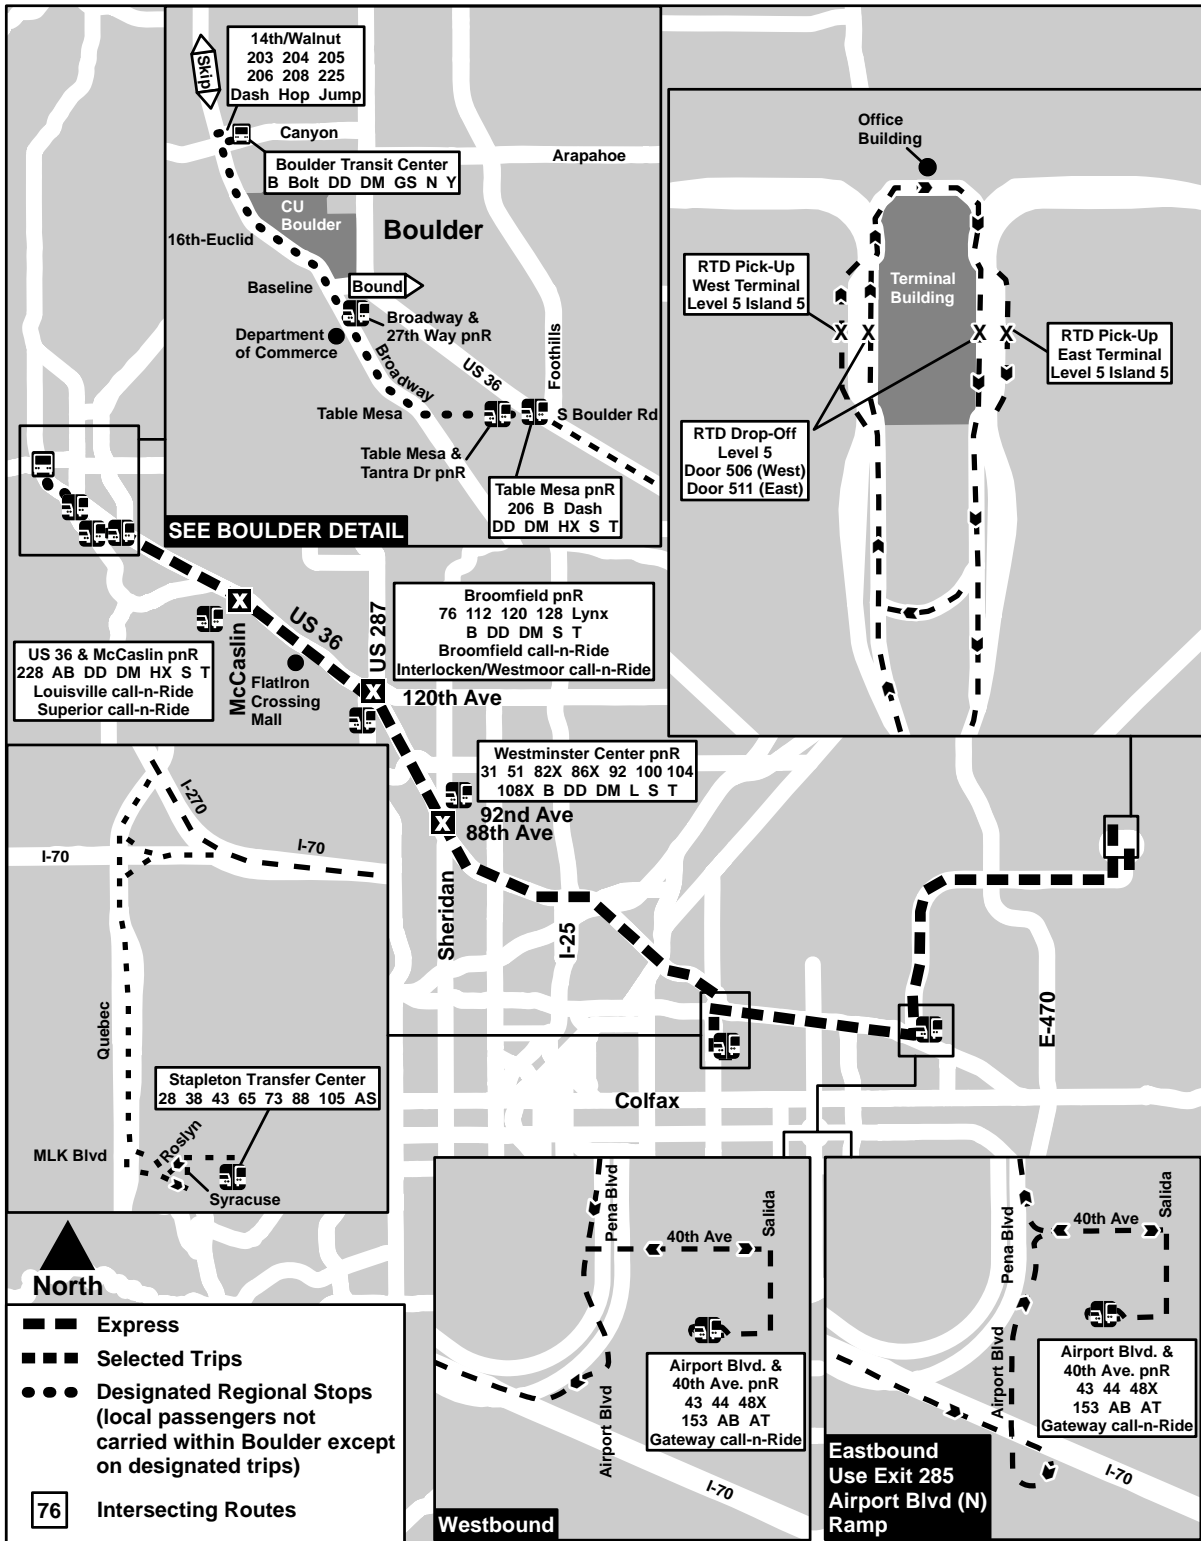 14th/Walnut
203 204 205
206 208 225
Dash Hop Jump
Skip
Canyon
Arapahoe
Boulder Transit Center
B Bolt DD DM GS N Y
CU
Boulder
Boulder
16th-Euclid
Baseline
Bound
Broadway &
27th Way pnR
Department
of Commerce
Broadway
US 36
Foothills
Table Mesa
S Boulder Rd
Table Mesa &
Tantra Dr pnR
Table Mesa pnR
206 B Dash
DD DM HX S T
SEE BOULDER DETAIL
Office
Building
RTD Pick-Up
West Terminal
Level 5 Island 5
Terminal
Building
X
X
X
X
RTD Pick-Up
East Terminal
Level 5 Island 5
RTD Drop-Off
Level 5
Door 506 (West)
Door 511 (East)
X
US 36
US 287
Broomfield pnR
76 112 120 128 Lynx
B DD DM S T
Broomfield call-n-Ride
Interlocken/Westmoor call-n-Ride
US 36 & McCaslin pnR
228 AB DD DM HX S T
Louisville call-n-Ride
Superior call-n-Ride
McCaslin
FlatIron
Crossing
Mall
X
120th Ave
Westminster Center pnR
31 51 82X 86X 92 100 104
108X B DD DM L S T
92nd Ave
X
88th Ave
Sheridan
I-25
E-470
Colfax
I-270
I-70
I-70
Quebec
Stapleton Transfer Center
28 38 43 65 73 88 105 AS
MLK Blvd
Roslyn
Syracuse
North
Express
Selected Trips
Designated Regional Stops
(local passengers not
carried within Boulder except
on designated trips)
76
Intersecting Routes
Pena Blvd
Salida
40th Ave
Airport Blvd. &
40th Ave. pnR
43 44 48X
153 AB AT
Gateway call-n-Ride
Airport Blvd
I-70
Westbound
Pena Blvd
Salida
40th Ave
Airport Blvd
Airport Blvd. &
40th Ave. pnR
43 44 48X
153 AB AT
Gateway call-n-Ride
I-70
Eastbound
Use Exit 285
Airport Blvd (N)
Ramp